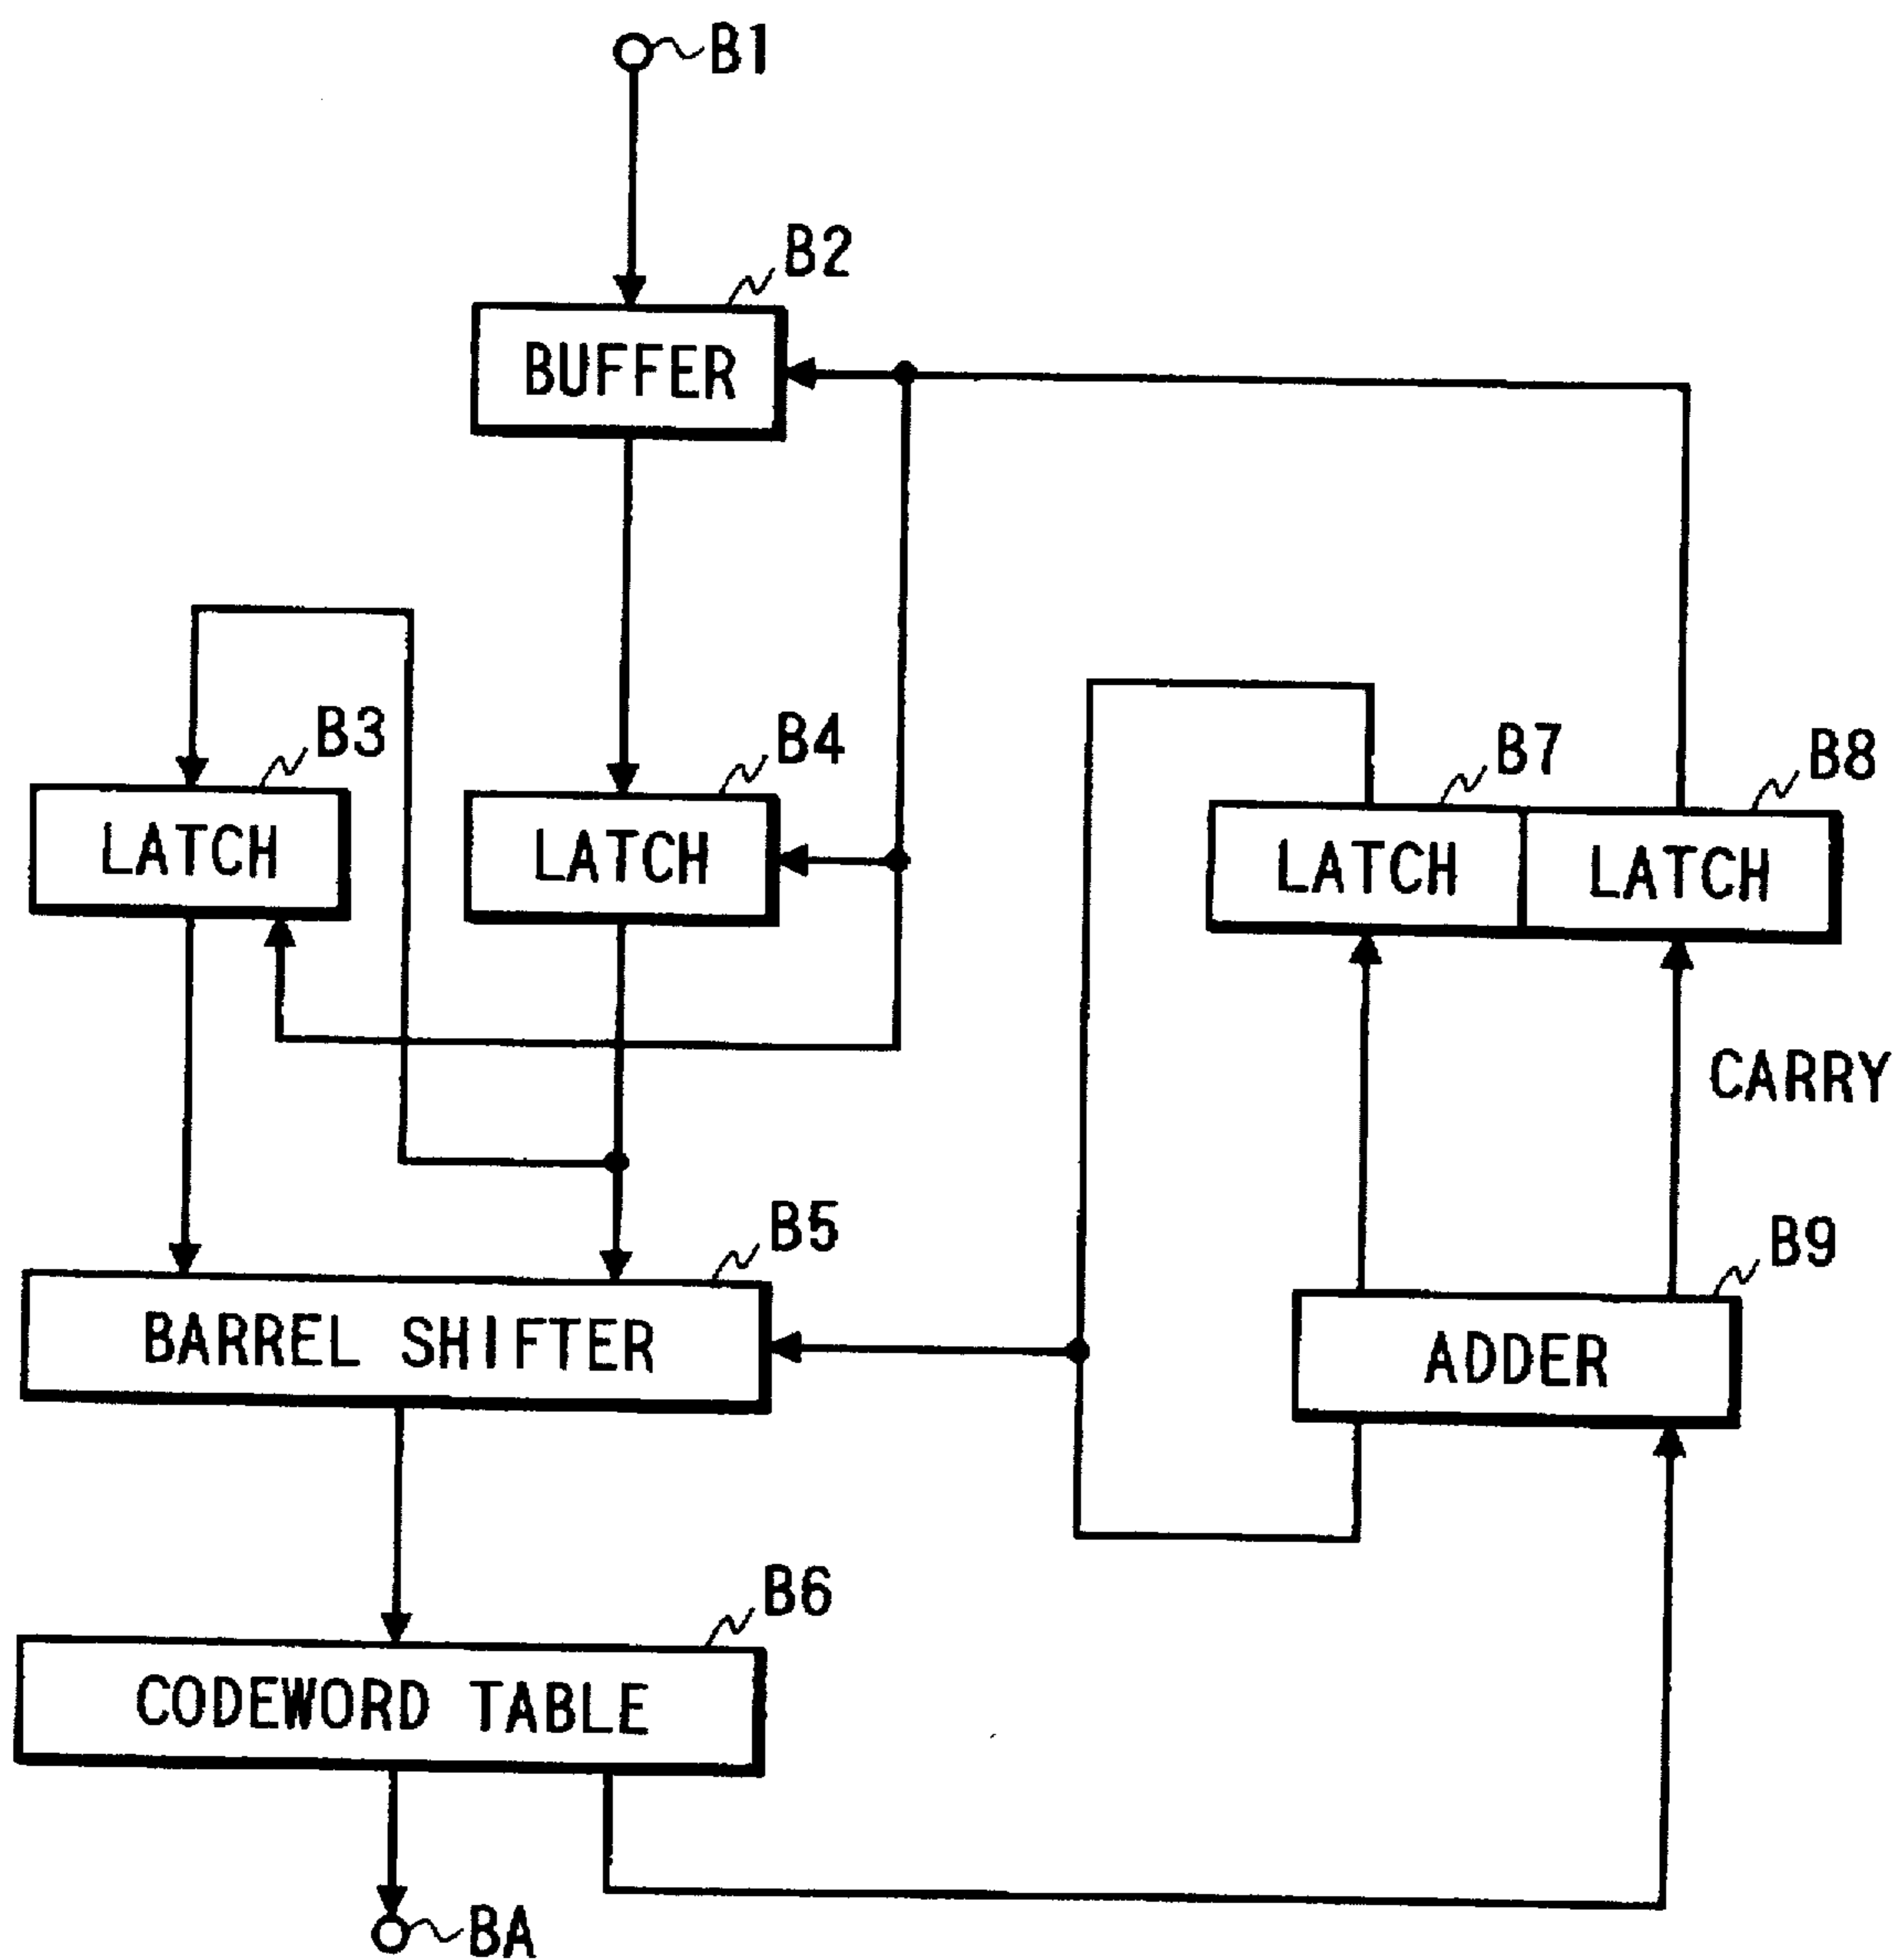 B1
B2
BUFFER
B3
B4
B7
B8
LATCH
LATCH
LATCH
LATCH
CARRY
B5
B9
BARREL SHIFTER
ADDER
B6
CODEWORD TABLE
BA